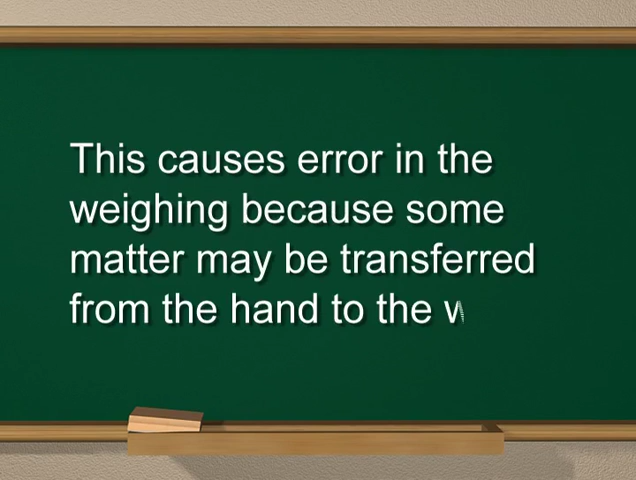 This causes error in the
weighing because some
matter may be transferred
from the hand to the